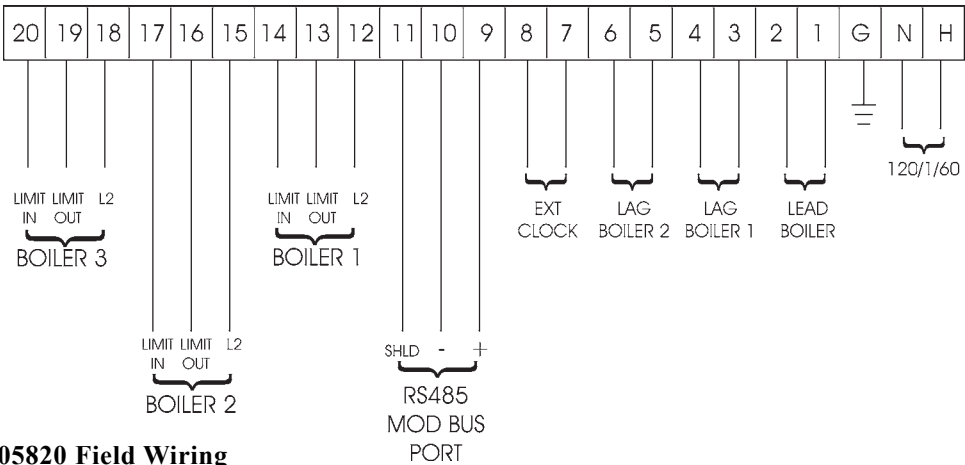 20 19 18 17 16 15 14 13 12 11 10 9 8 7 6 5 4 3 2 1 G N H
120/1/60
LIMIT LIMIT L2
IN OUT
BOILER 3
LIMIT LIMIT L2
IN OUT
BOILER 1
EXT
CLOCK
LAG
BOILER 2
LAG
BOILER 1
LEAD
BOILER
LIMIT LIMIT L2
IN OUT
BOILER 2
SHLD - +
RS485
MOD BUS
PORT
05820 Field Wiring